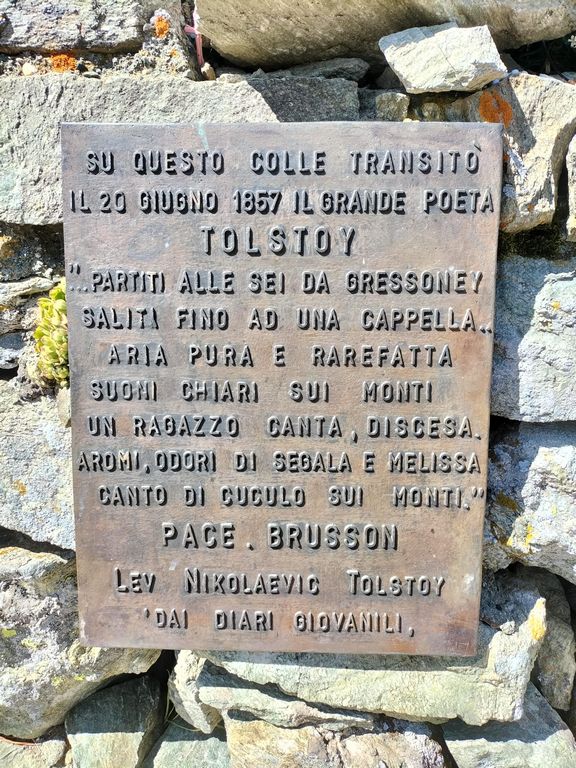 SU QUESTO COLLE TRANSITÒ
IL 20 GIUGNO 1857 IL GRANDE POETA
TOLSTOY
"...PARTITI ALLE SEI DA GRESSONEY
SALITI FINO AD UNA CAPPELLA..
ARIA PURA E RAREFATTA
SUONI CHIARI SUI MONTI
UN RAGAZZO CANTA, DISCESA.
AROMI, ODORI DI SEGALA E MELISSA
CANTO DI CUCULO SUI MONTI."
PACE. BRUSSON
LEV NIKOLAEVIC TOLSTOY
'DAI DIARI GIOVANILI,